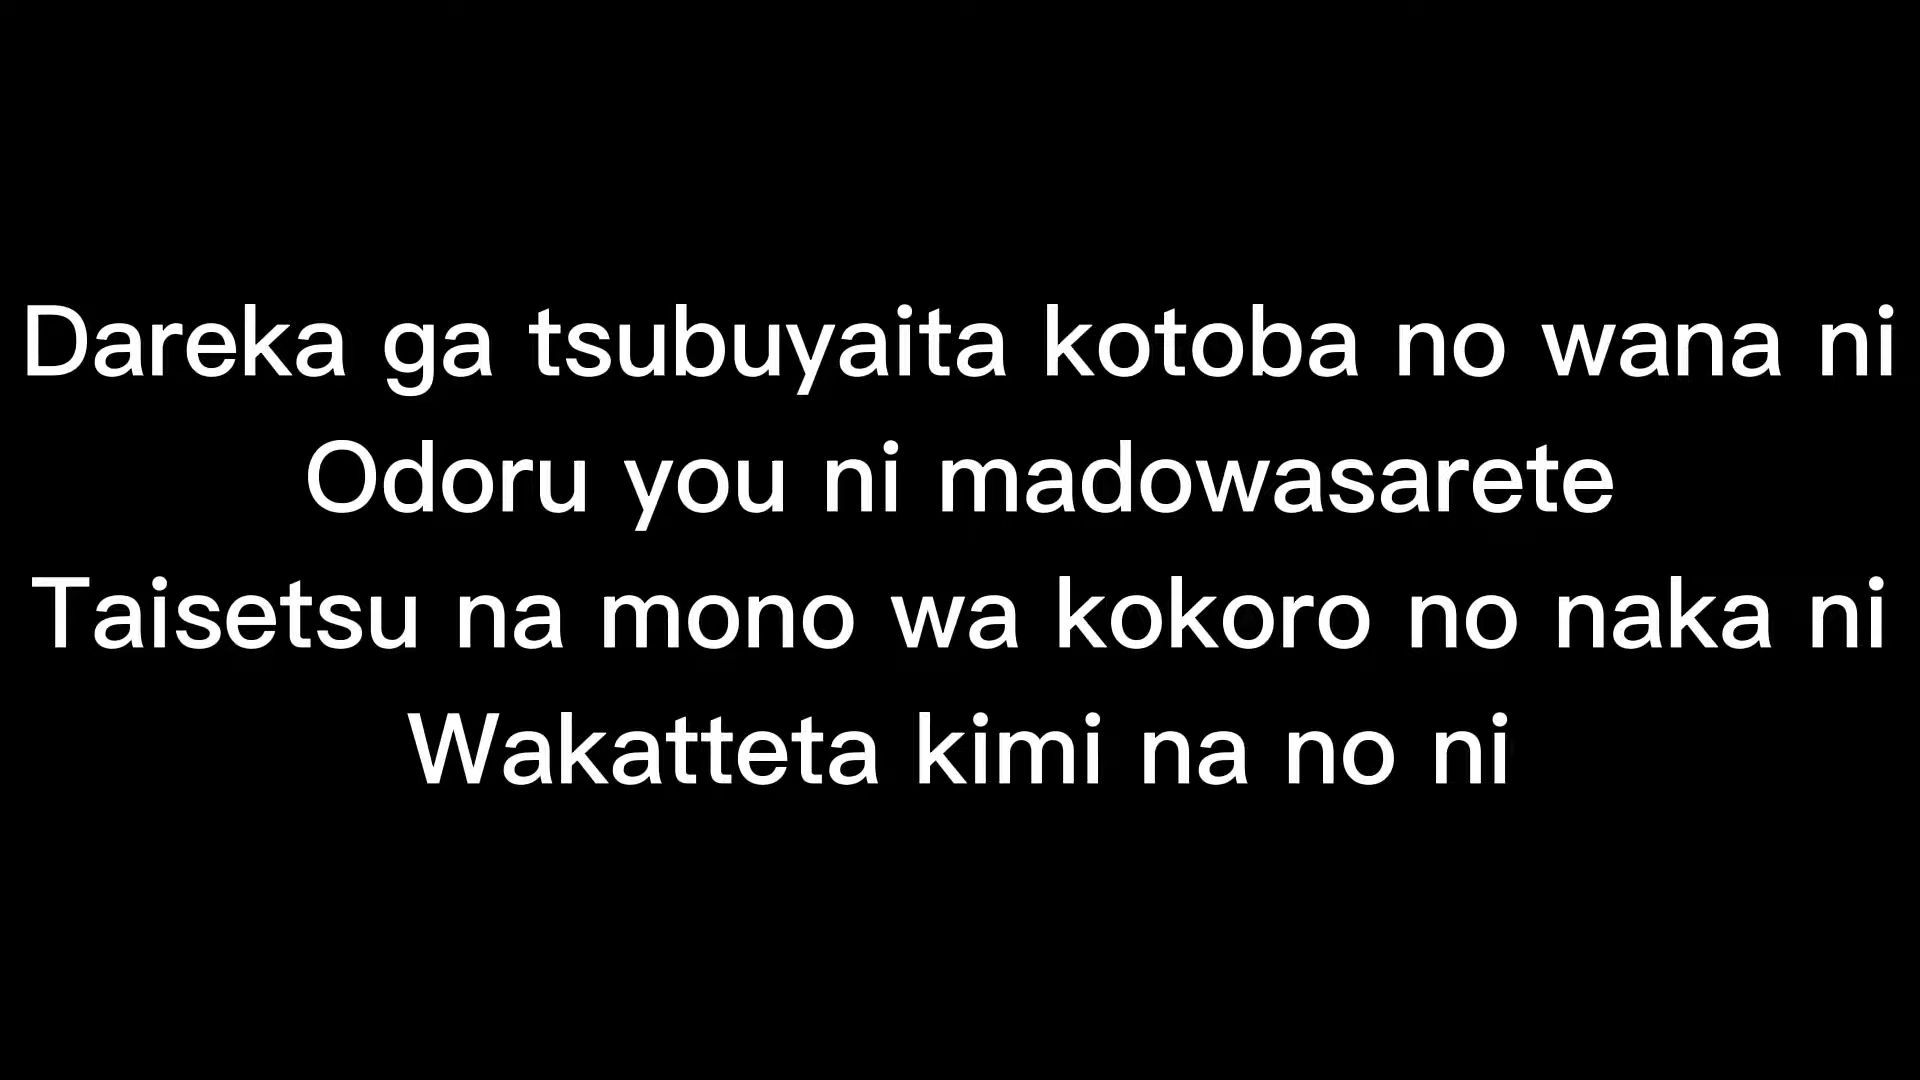 Dareka ga tsubuyaita kotoba no wana ni
Odoru you ni madowasarete
Taisetsu na mono wa kokoro no naka ni
Wakatteta kimi na no ni